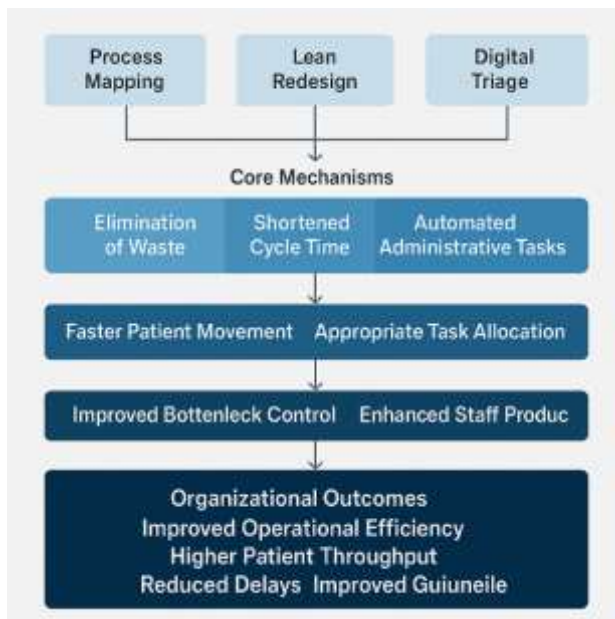 Process
Mapping
Lean
Redesign
Digital
Triage
Core Mechanisms
Elimination
of Waste
Shortened
Cycle Time
Automated
Administrative Tasks
Faster Patient Movement Appropriate Task Allocation
Improved Bottenleck Control Enhanced Staff Produc
Organizational Outcomes
Improved Operational Efficiency
Higher Patient Throughput
Reduced Delays Improved Guiuneile